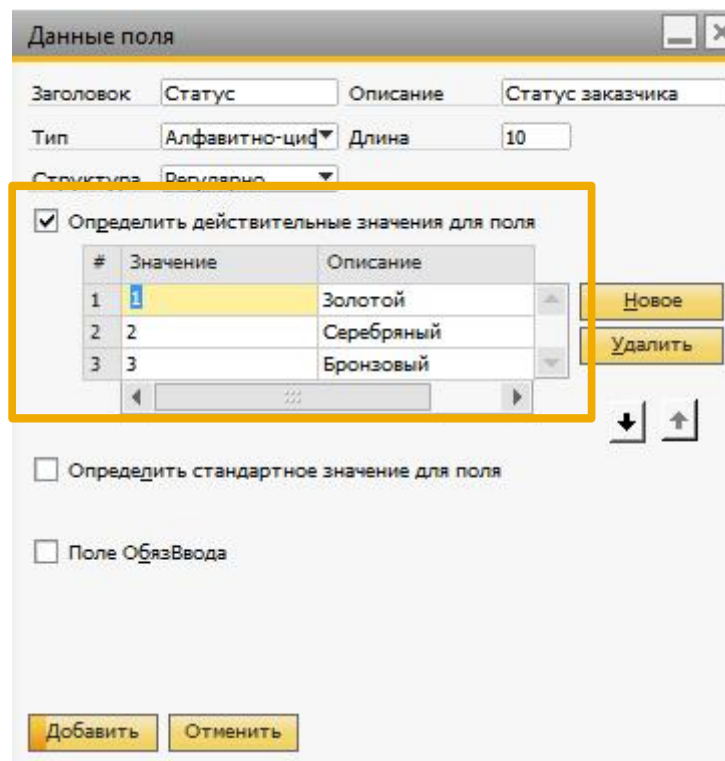 Данные поля
Заголовок Статус Описание Статус заказчика
Тип Алфавитно-циф Длина 10
Структура Регулярно
Определить действительные значения для поля
# Значение Описание
1 1 Золотой Новое
2 2 Серебряный Удалить
3 3 Бронзовый
Определить стандартное значение для поля
Поле ОбязВвода
Добавить Отменить